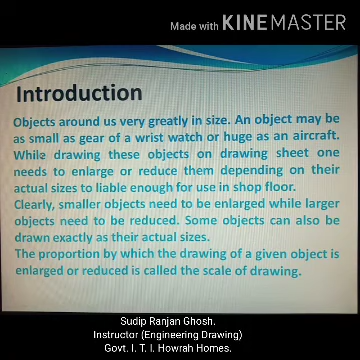 Made with KINEMASTER
Introduction
Objects around us very greatly in size. An object may be
as small as gear of a wrist watch or huge as an aircraft.
While drawing these objects on drawing sheet one
needs to enlarge or reduce them depending on their
actual sizes to liable enough for use in shop floor.
Clearly, smaller objects need to be enlarged while larger
objects need to be reduced. Some objects can also be
drawn exactly as their actual sizes.
The proportion by which the drawing of a given object is
enlarged or reduced is called the scale of drawing.
Sudip Ranjan Ghosh.
Instructor (Engineering Drawing)
Govt. I. T. I. Howrah Homes.